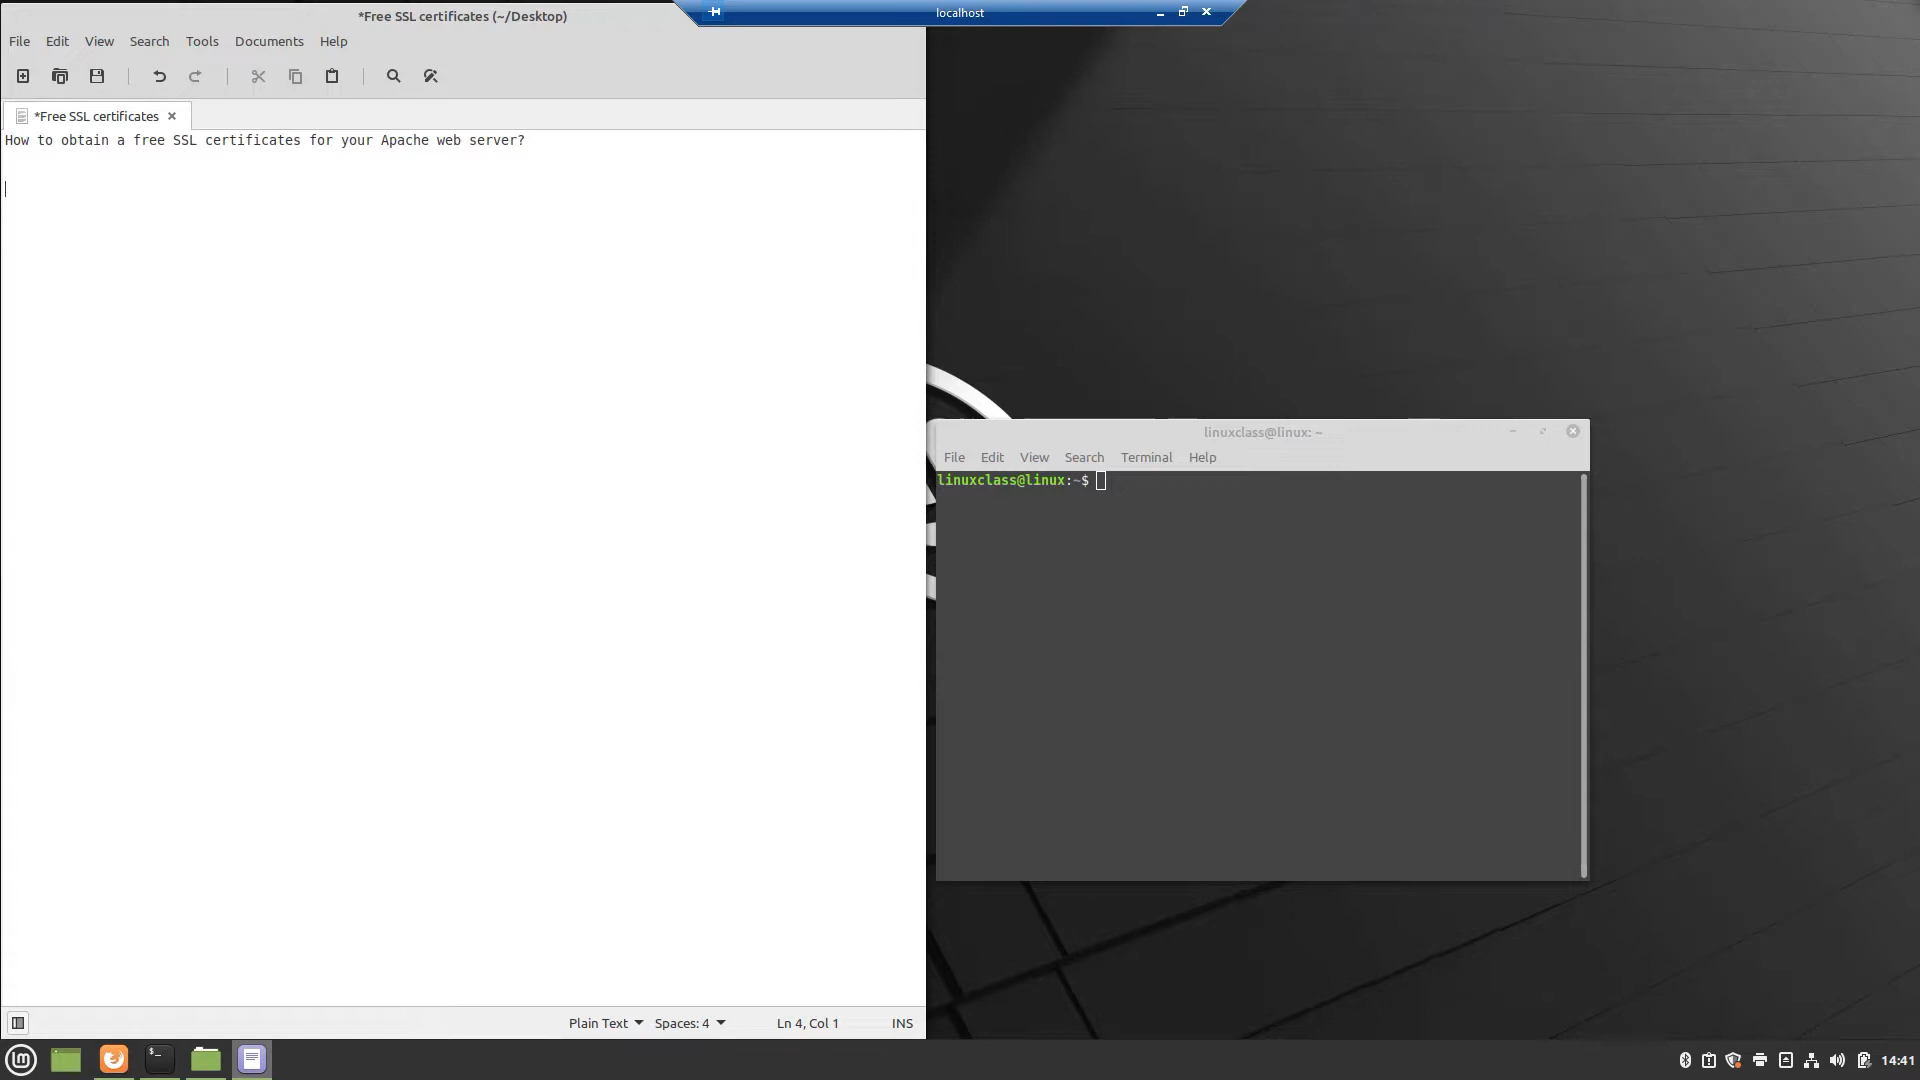 *Free SSL certificates (~/Desktop)
localhost
File Edit View Search Tools Documents Help
*Free SSL certificates
How to obtain a free SSL certificates for your Apache web server?
linuxclass@linux: ~
File Edit View Search Terminal Help
linuxclass@linux:~$
Plain Text Spaces: 4 Ln 4, Col 1 INS
14:41